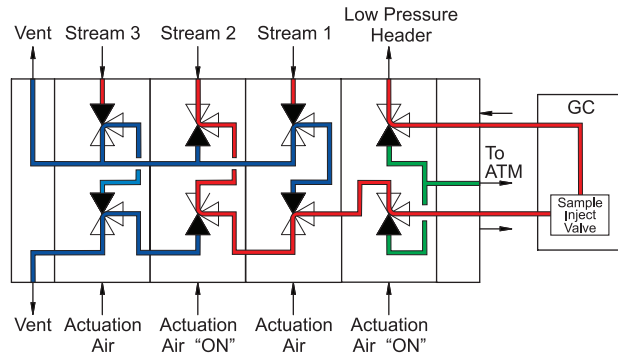 Vent
Stream 3
Stream 2
Stream 1
Low Pressure
Header
GC
To
ATM
Sample
Inject
Valve
Vent
Actuation
Air
Actuation
Air "ON"
Actuation
Air
Actuation
Air "ON"